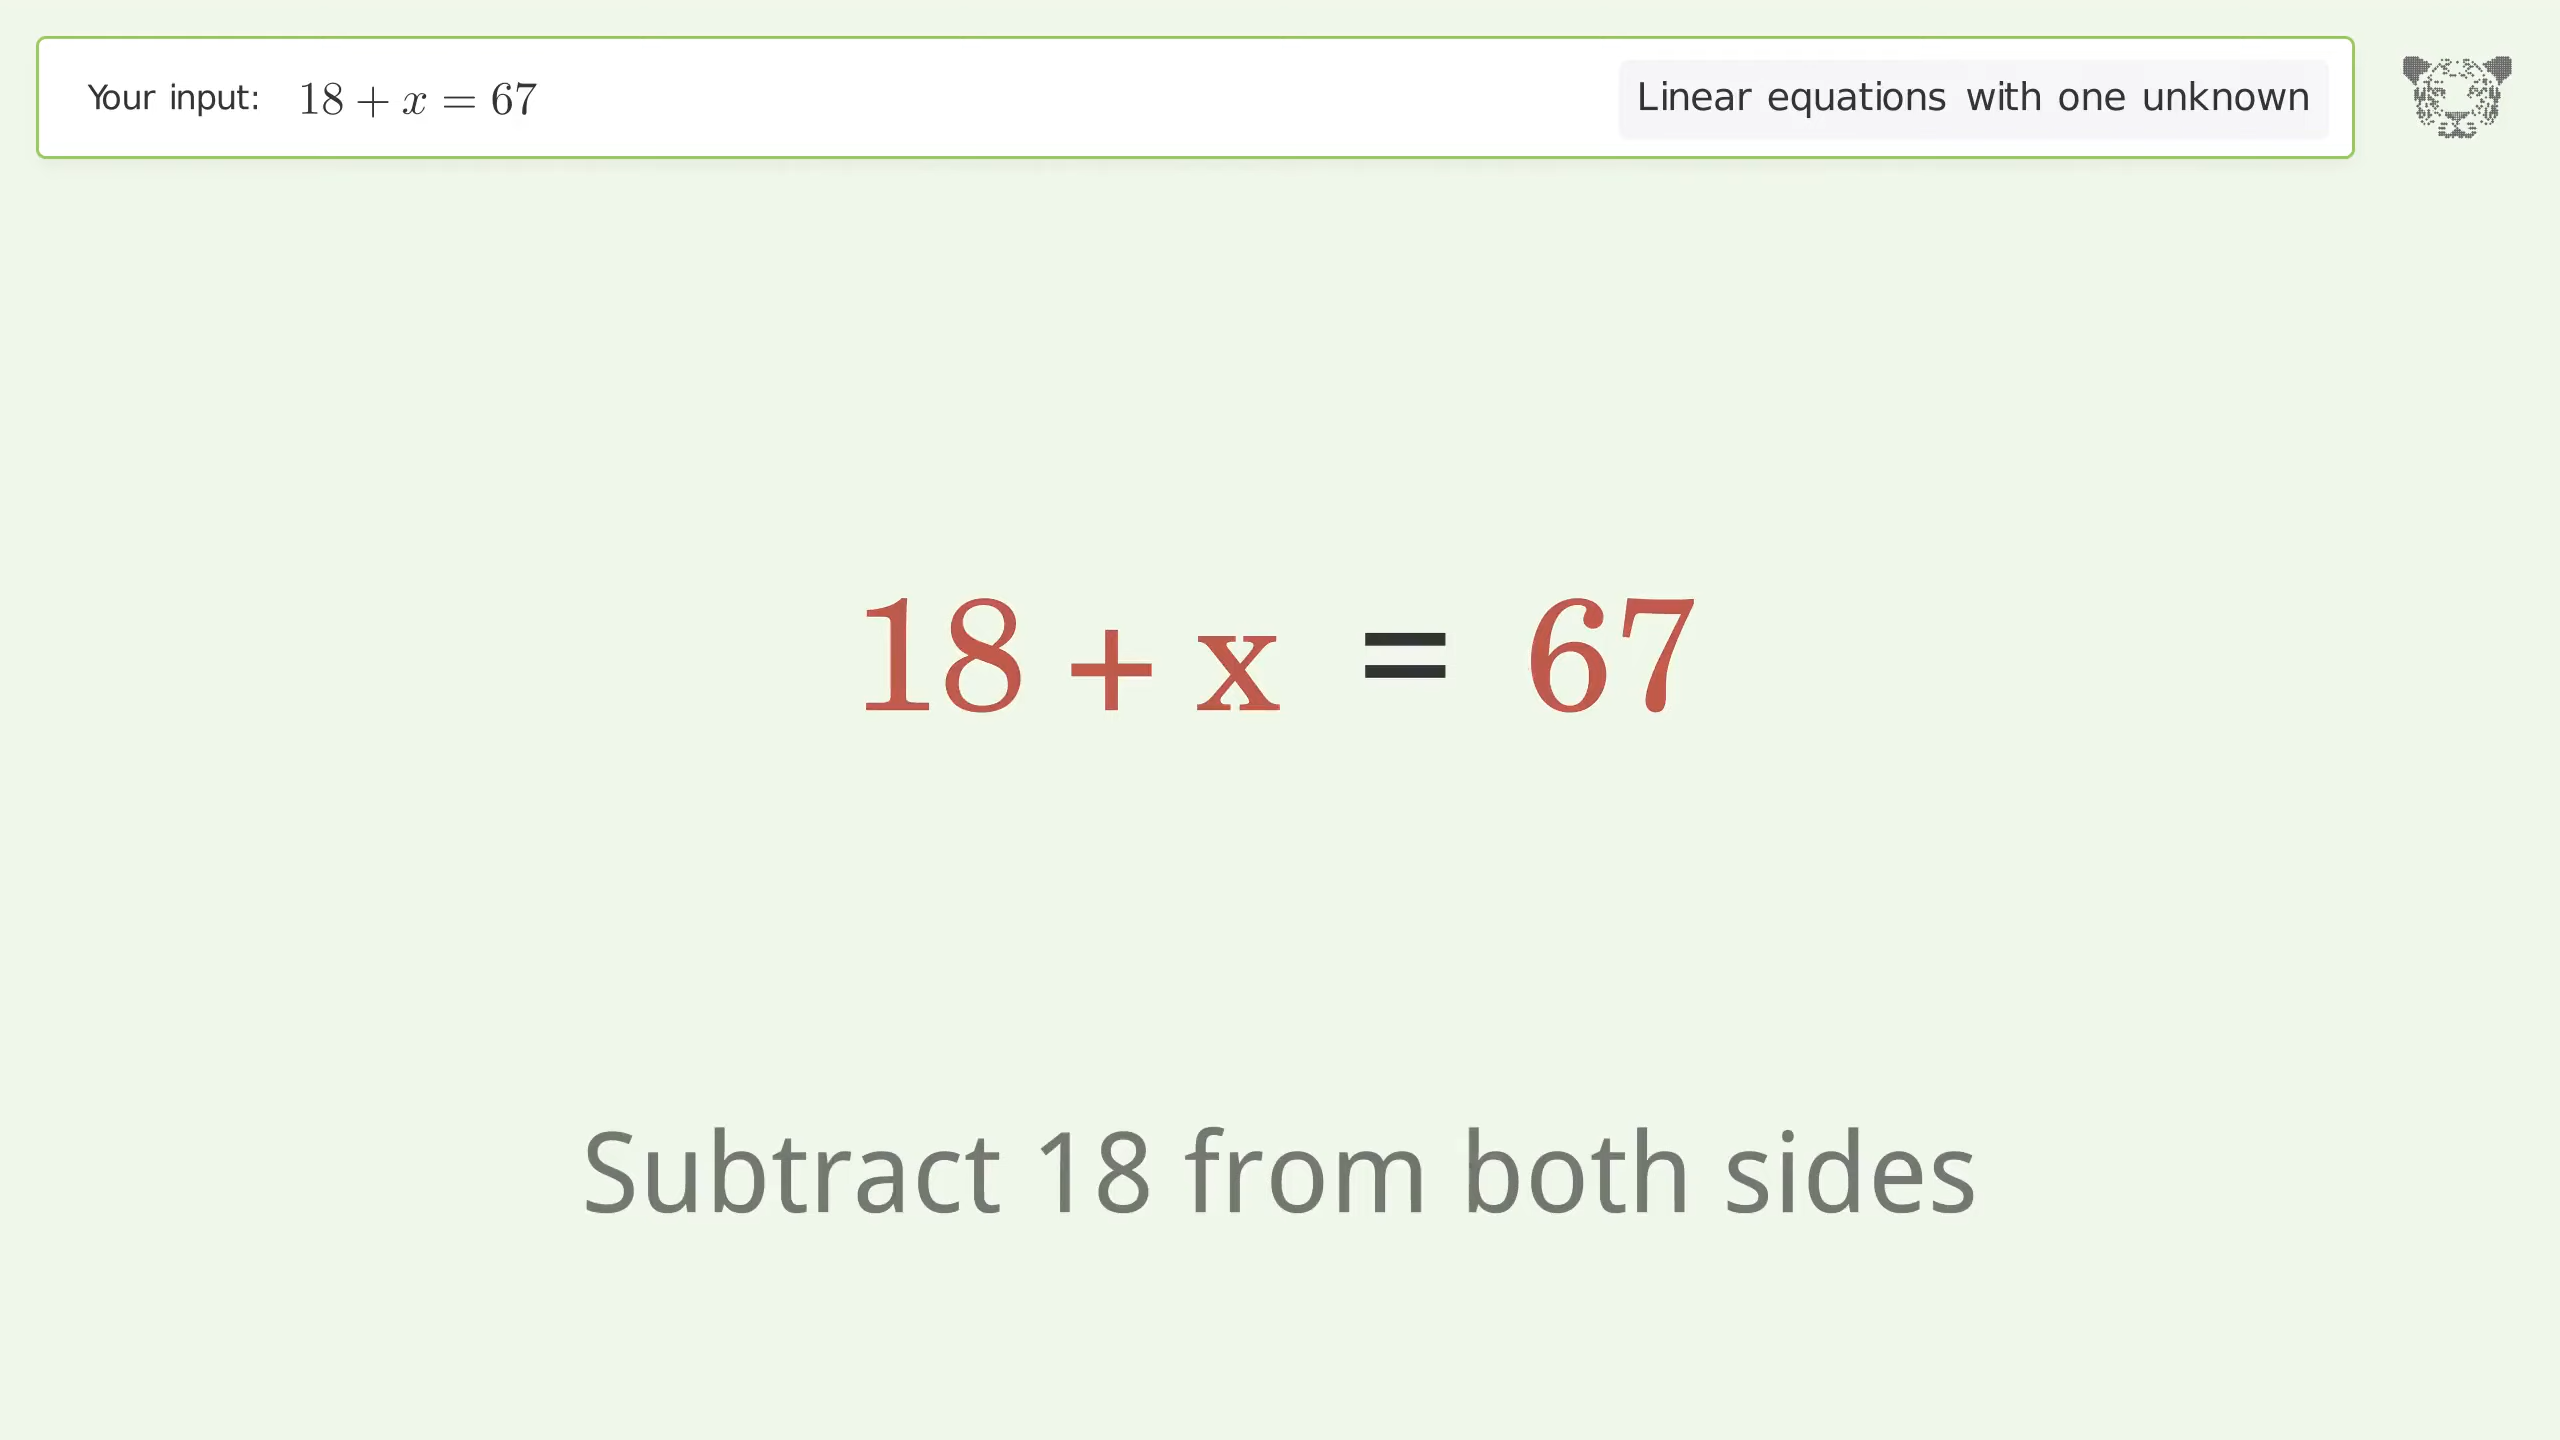 Your input: 18 + x = 67
Linear equations with one unknown
18 + x = 67
Subtract 18 from both sides